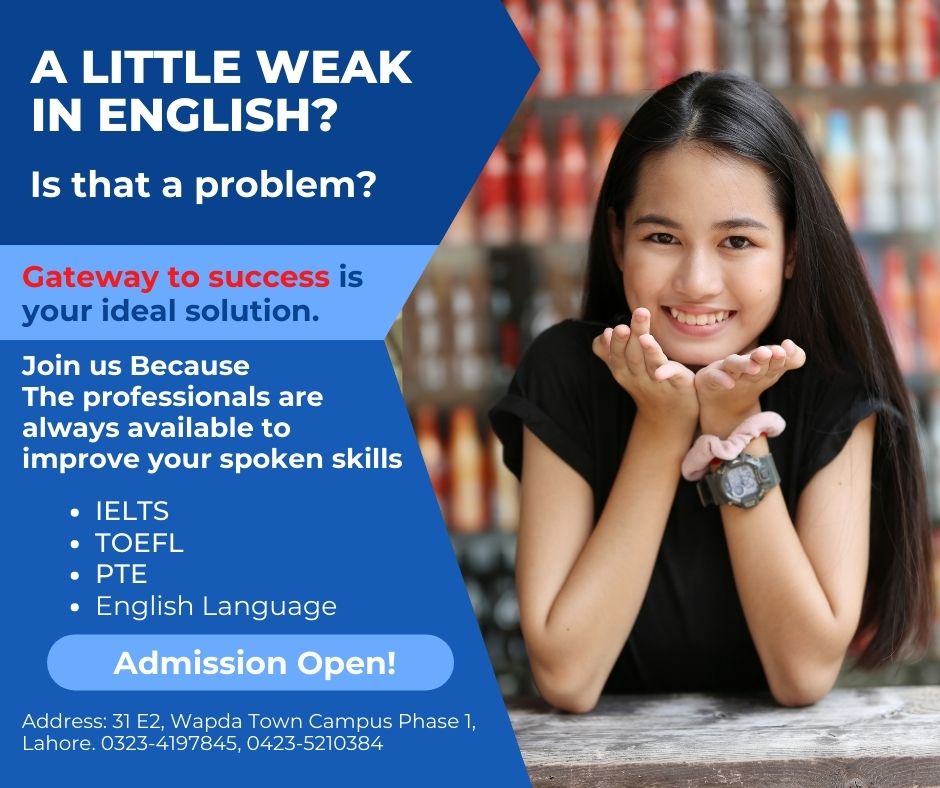 A LITTLE WEAK
IN ENGLISH?
Is that a problem?
Gateway to success is
your ideal solution.
Join us Because
The professionals are
always available to
improve your spoken skills
• IELTS
• TOEFL
• PTE
• English Language
Admission Open!
Address: 31 E2, Wapda Town Campus Phase 1,
Lahore. 0323-4197845, 0423-5210384